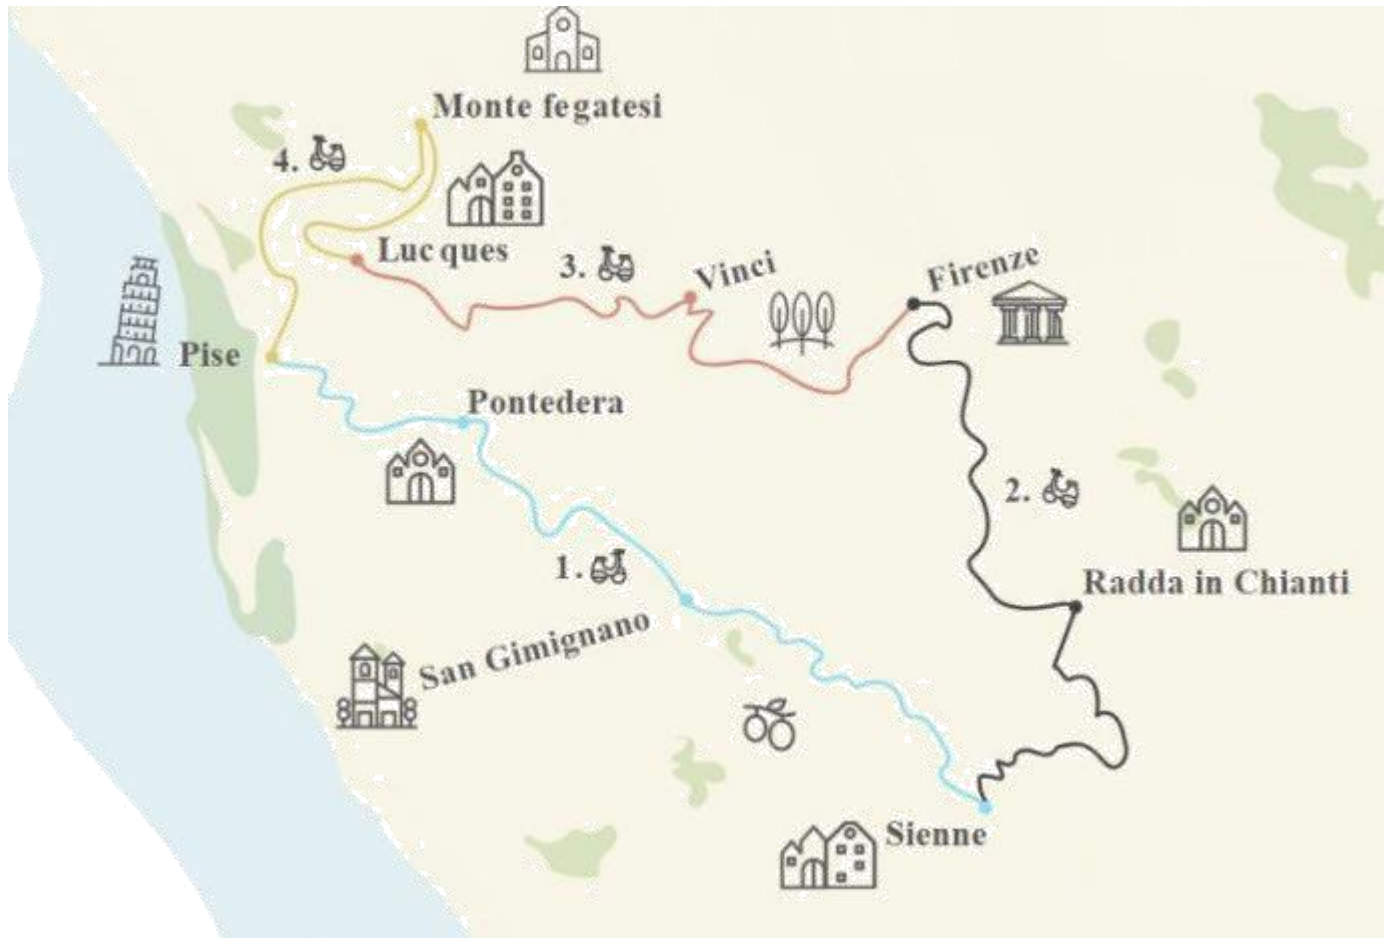 Monte fegatesi
4.
Lucques
3.
Vinci
Firenze
Pise
Pontedera
2.
1.
Radda in Chianti
San Gimignano
Sienne